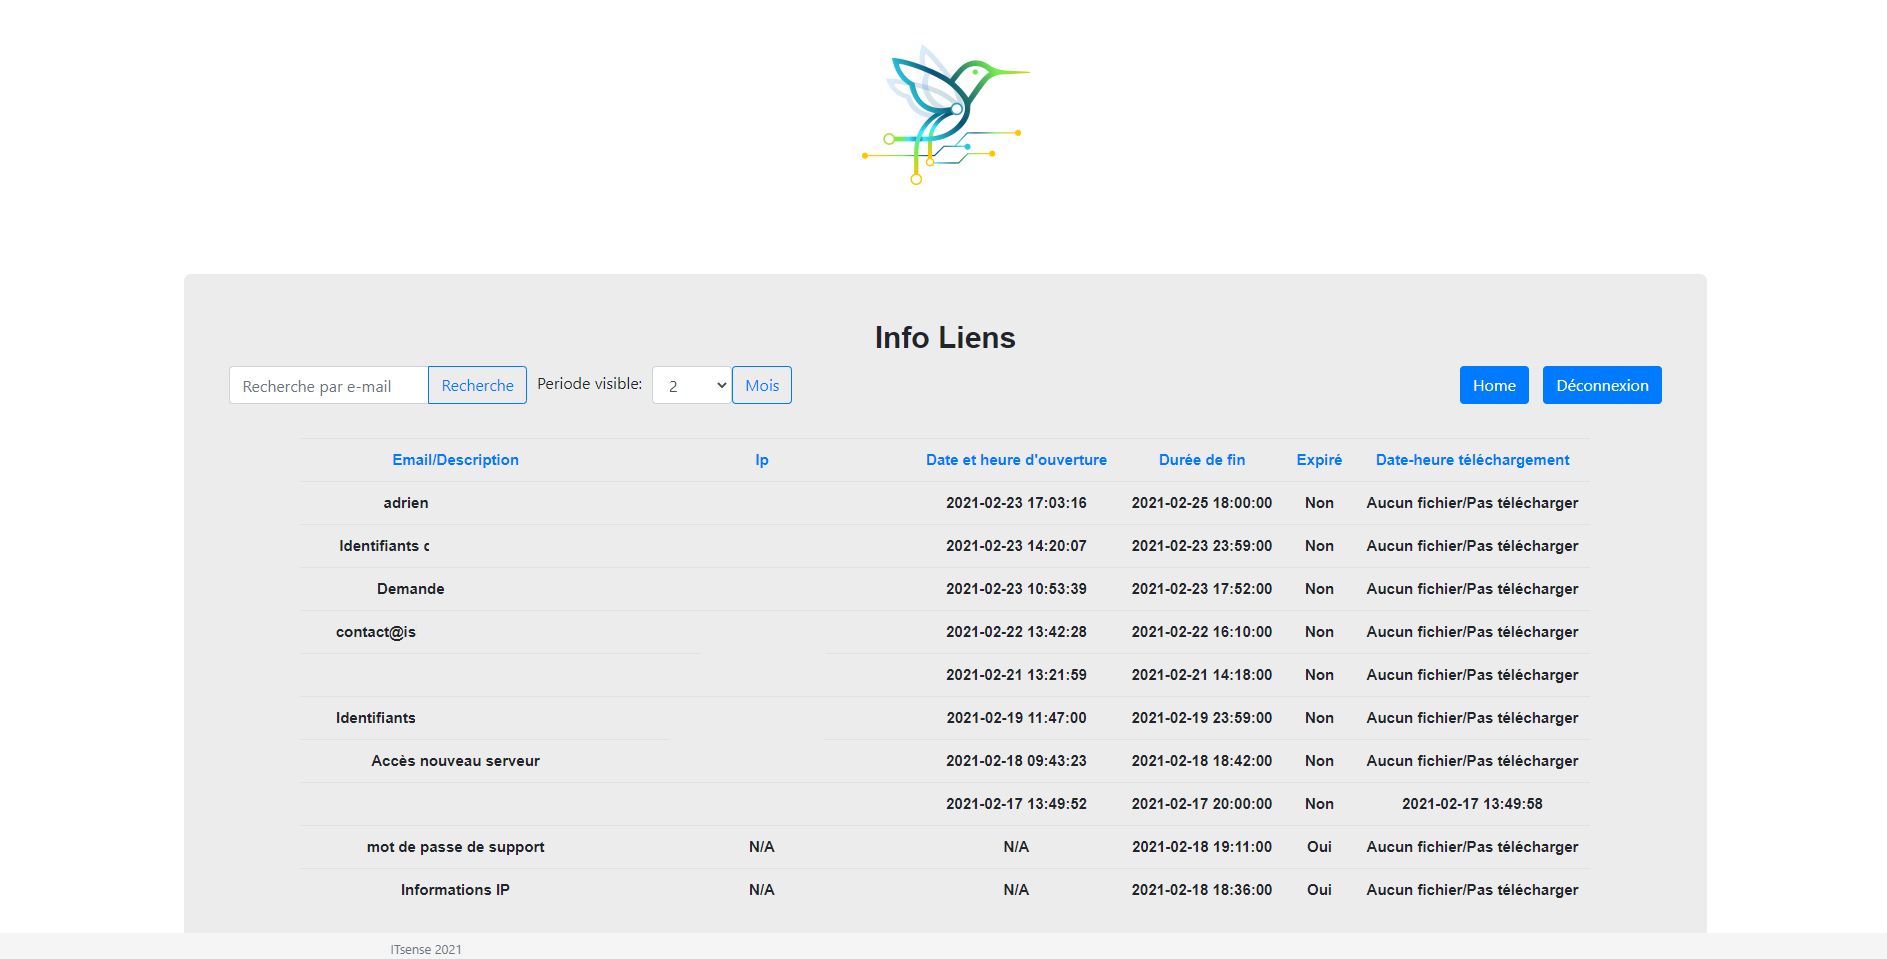 Info Liens
Recherche par e-mail Recherche Periode visible: 2 Mois Home Déconnexion
Email/Description Ip Date et heure d'ouverture Durée de fin Expiré Date-heure téléchargement
adrien 2021-02-23 17:03:16 2021-02-25 18:00:00 Non Aucun fichier/Pas télécharger
Identifiants c 2021-02-23 14:20:07 2021-02-23 23:59:00 Non Aucun fichier/Pas télécharger
Demande 2021-02-23 10:53:39 2021-02-23 17:52:00 Non Aucun fichier/Pas télécharger
contact@is 2021-02-22 13:42:28 2021-02-22 16:10:00 Non Aucun fichier/Pas télécharger
2021-02-21 13:21:59 2021-02-21 14:18:00 Non Aucun fichier/Pas télécharger
Identifiants 2021-02-19 11:47:00 2021-02-19 23:59:00 Non Aucun fichier/Pas télécharger
Accès nouveau serveur 2021-02-18 09:43:23 2021-02-18 18:42:00 Non Aucun fichier/Pas télécharger
2021-02-17 13:49:52 2021-02-17 20:00:00 Non 2021-02-17 13:49:58
mot de passe de support N/A N/A 2021-02-18 19:11:00 Oui Aucun fichier/Pas télécharger
Informations IP N/A N/A 2021-02-18 18:36:00 Oui Aucun fichier/Pas télécharger
ITsense 2021